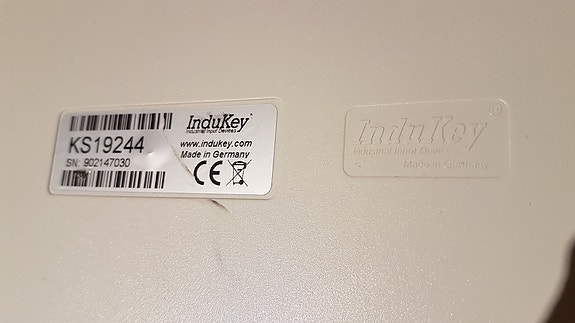 KS19244
SN: 902147030
InduKey
Industrial Input Devices
www.indukey.com
Made in Germany
CE
InduKey®
Industrial Input Devices
Made in Germany